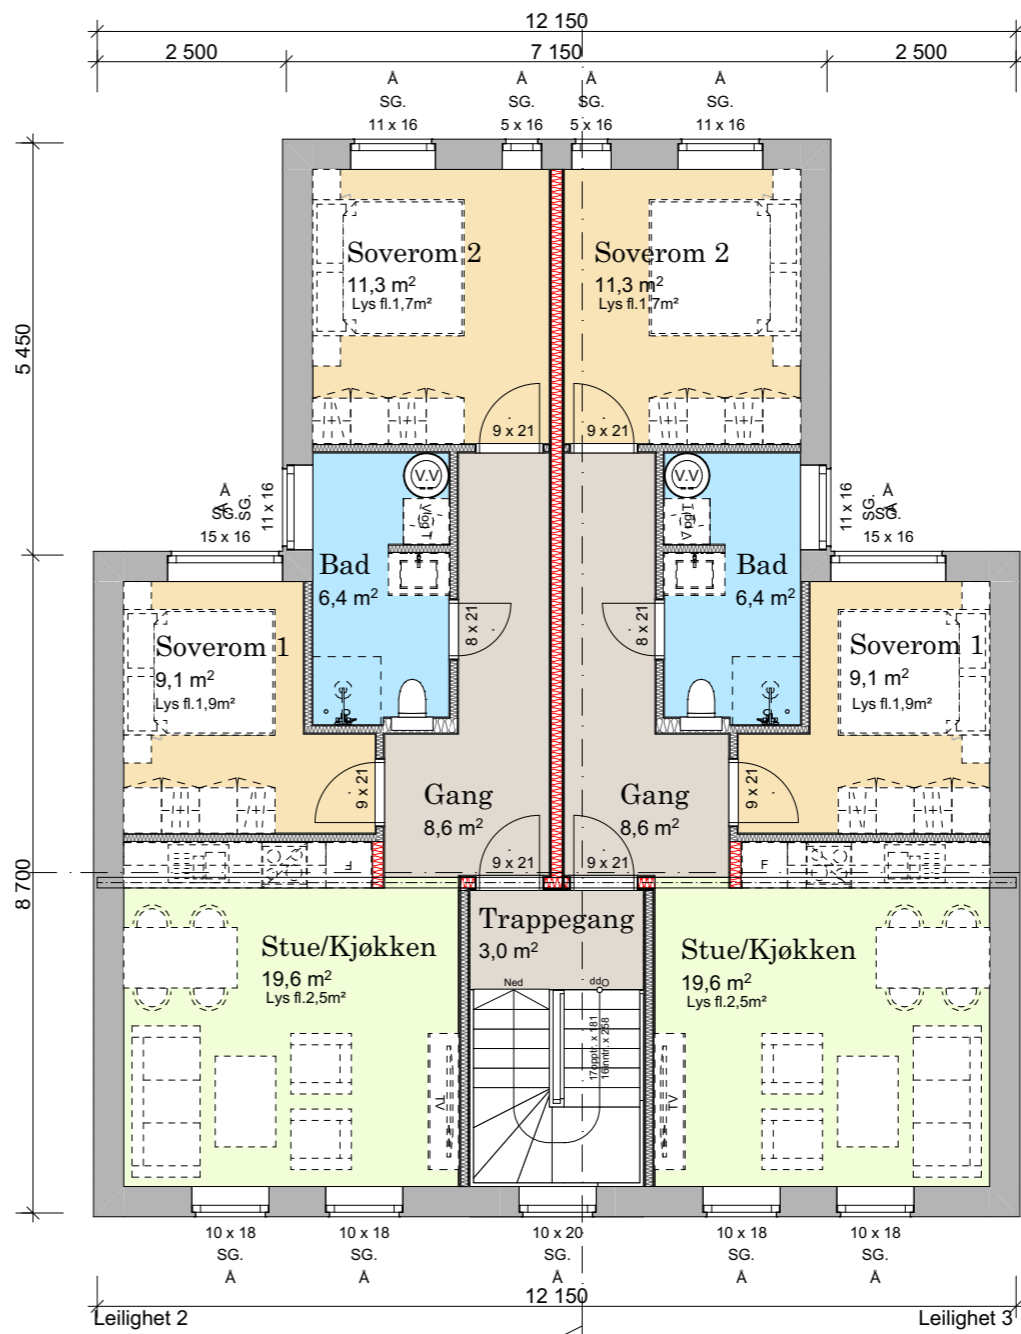 12 150
2 500
7 150
2 500
Å
SG.
11 x 16
Å
SG.
5 x 16
Å
SG.
5 x 16
Å
SG.
11 x 16
5 450
Soverom 2
11,3 m²
Lys fl.1,7m²
Soverom 2
11,3 m²
Lys fl.1,7m²
9 x 21
9 x 21
Å
SG.
15 x 16
Å
SG.
11 x 16
V.V
V.V
Å
SG.
11 x 16
Å
SG.
15 x 16
Bad
6,4 m²
8 x 21
8 x 21
Bad
6,4 m²
Soverom 1
9,1 m²
Lys fl.1,9m²
Soverom 1
9,1 m²
Lys fl.1,9m²
9 x 21
Gang
8,6 m²
Gang
8,6 m²
9 x 21
9 x 21
9 x 21
F
F
8 700
Trappegang
3,0 m²
Stue/Kjøkken
19,6 m²
Lys fl.2,5m²
Stue/Kjøkken
19,6 m²
Lys fl.2,5m²
Ned
Opp
17opptr. x 181
16inntr. x 258
TV
TV
10 x 18
SG.
Å
10 x 18
SG.
Å
10 x 20
SG.
Å
10 x 18
SG.
Å
10 x 18
SG.
Å
12 150
Leilighet 2
Leilighet 3